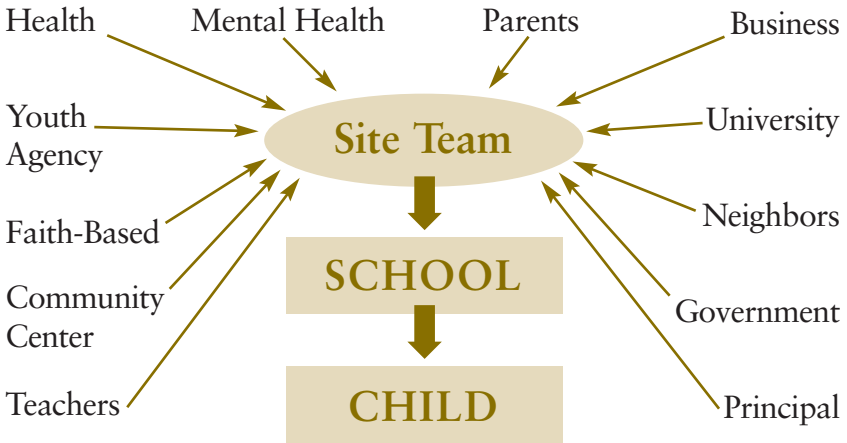 Health
Mental Health
Parents
Business
Youth
Agency
Site Team
University
Faith-Based
Neighbors
SCHOOL
Community
Center
Government
Teachers
CHILD
Principal